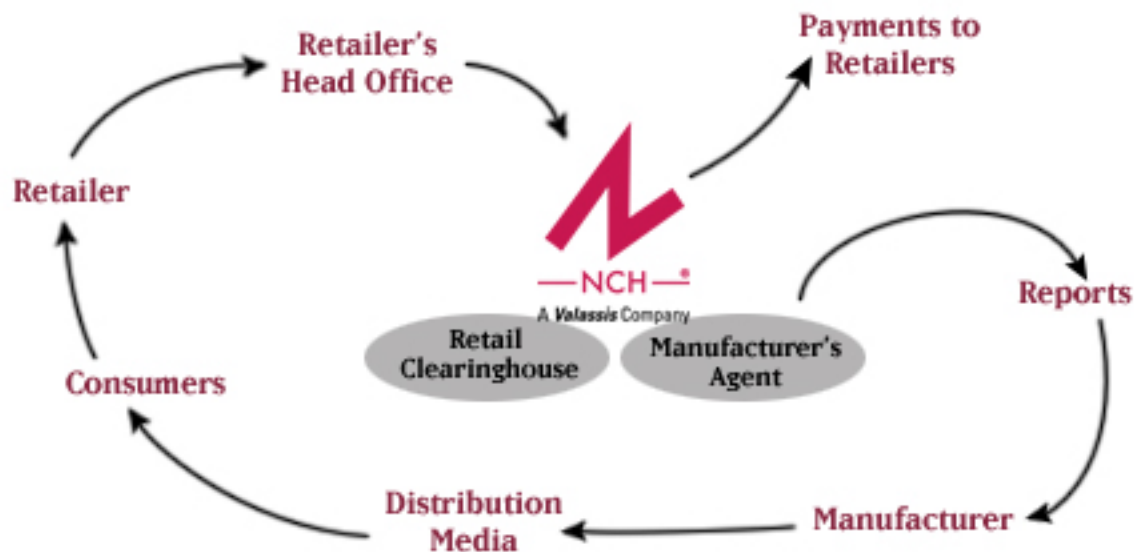 Payments to
Retailers
Retailer's
Head Office
Retailer
NCH®
A Valassis Company
Reports
Retail
Clearinghouse
Manufacturer's
Agent
Consumers
Distribution
Media
Manufacturer